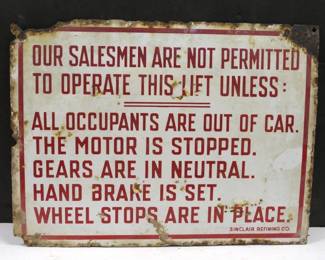 OUR SALESMEN ARE NOT PERMITTED
TO OPERATE THIS LIFT UNLESS:
ALL OCCUPANTS ARE OUT OF CAR.
THE MOTOR IS STOPPED.
GEARS ARE IN NEUTRAL.
HAND BRAKE IS SET.
WHEEL STOPS ARE IN PLACE.
SINCLAIR REFINING CO.